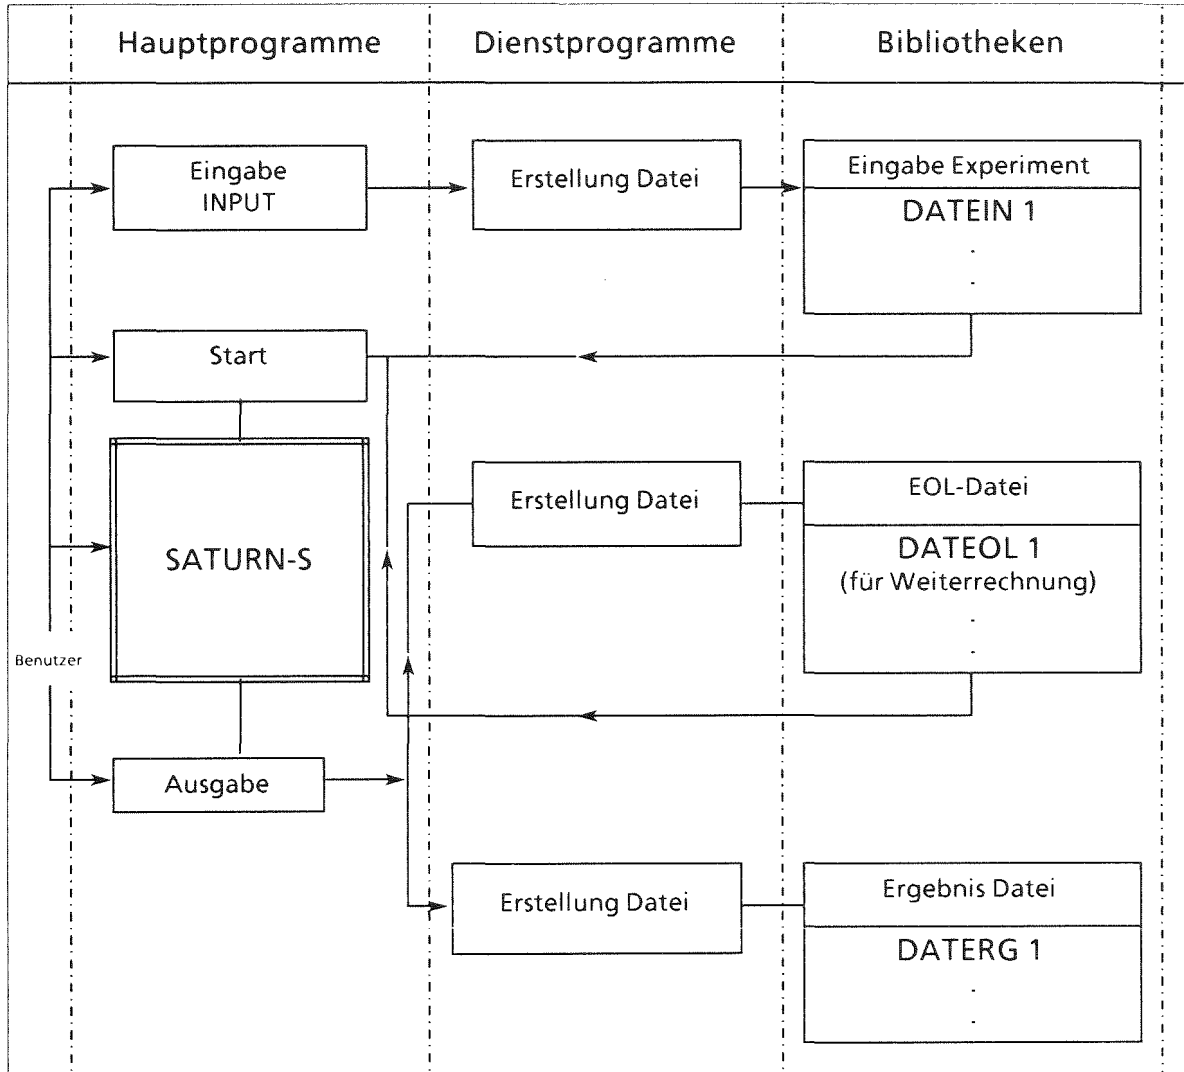 Hauptprogramme
Dienstprogramme
Bibliotheken
Eingabe
INPUT
Erstellung Datei
Eingabe Experiment
DATEIN 1
.
.
Start
SATURN-S
Erstellung Datei
EOL-Datei
DATEOL 1
(für Weiterrechnung)
.
.
Benutzer
Ausgabe
Erstellung Datei
Ergebnis Datei
DATERG 1
.
.